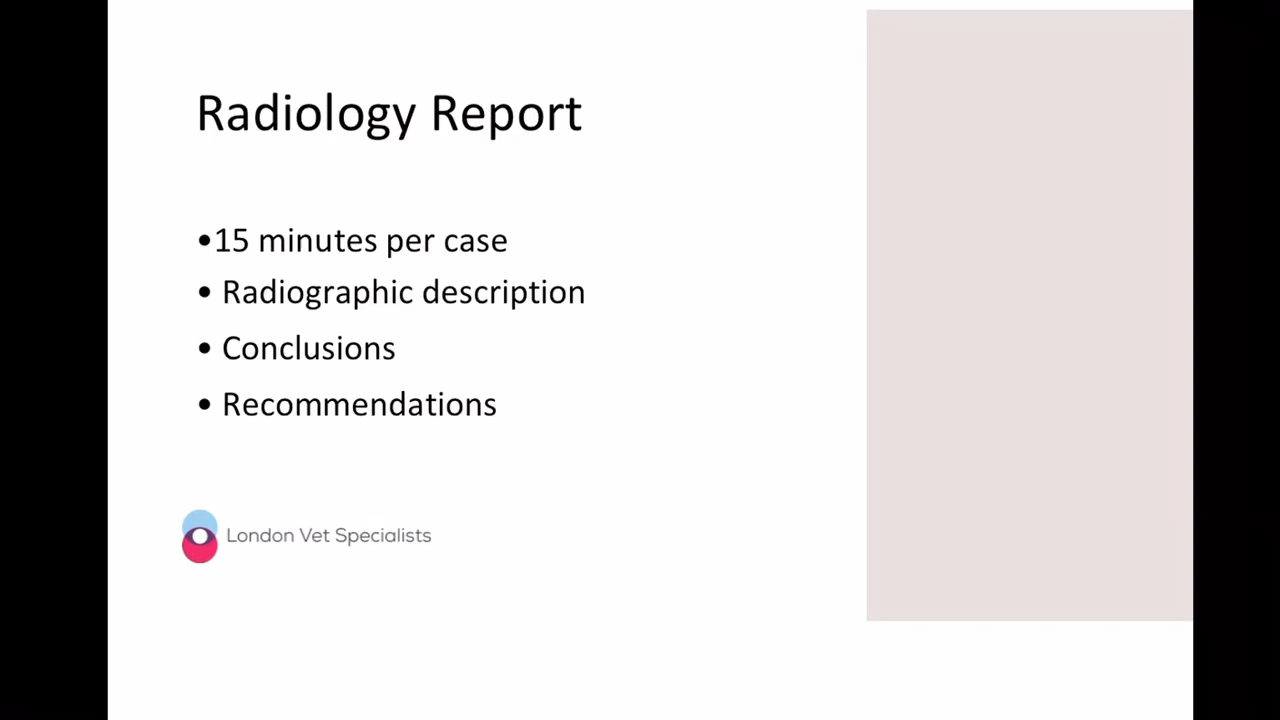 Radiology Report
•15 minutes per case
• Radiographic description
• Conclusions
• Recommendations
London Vet Specialists